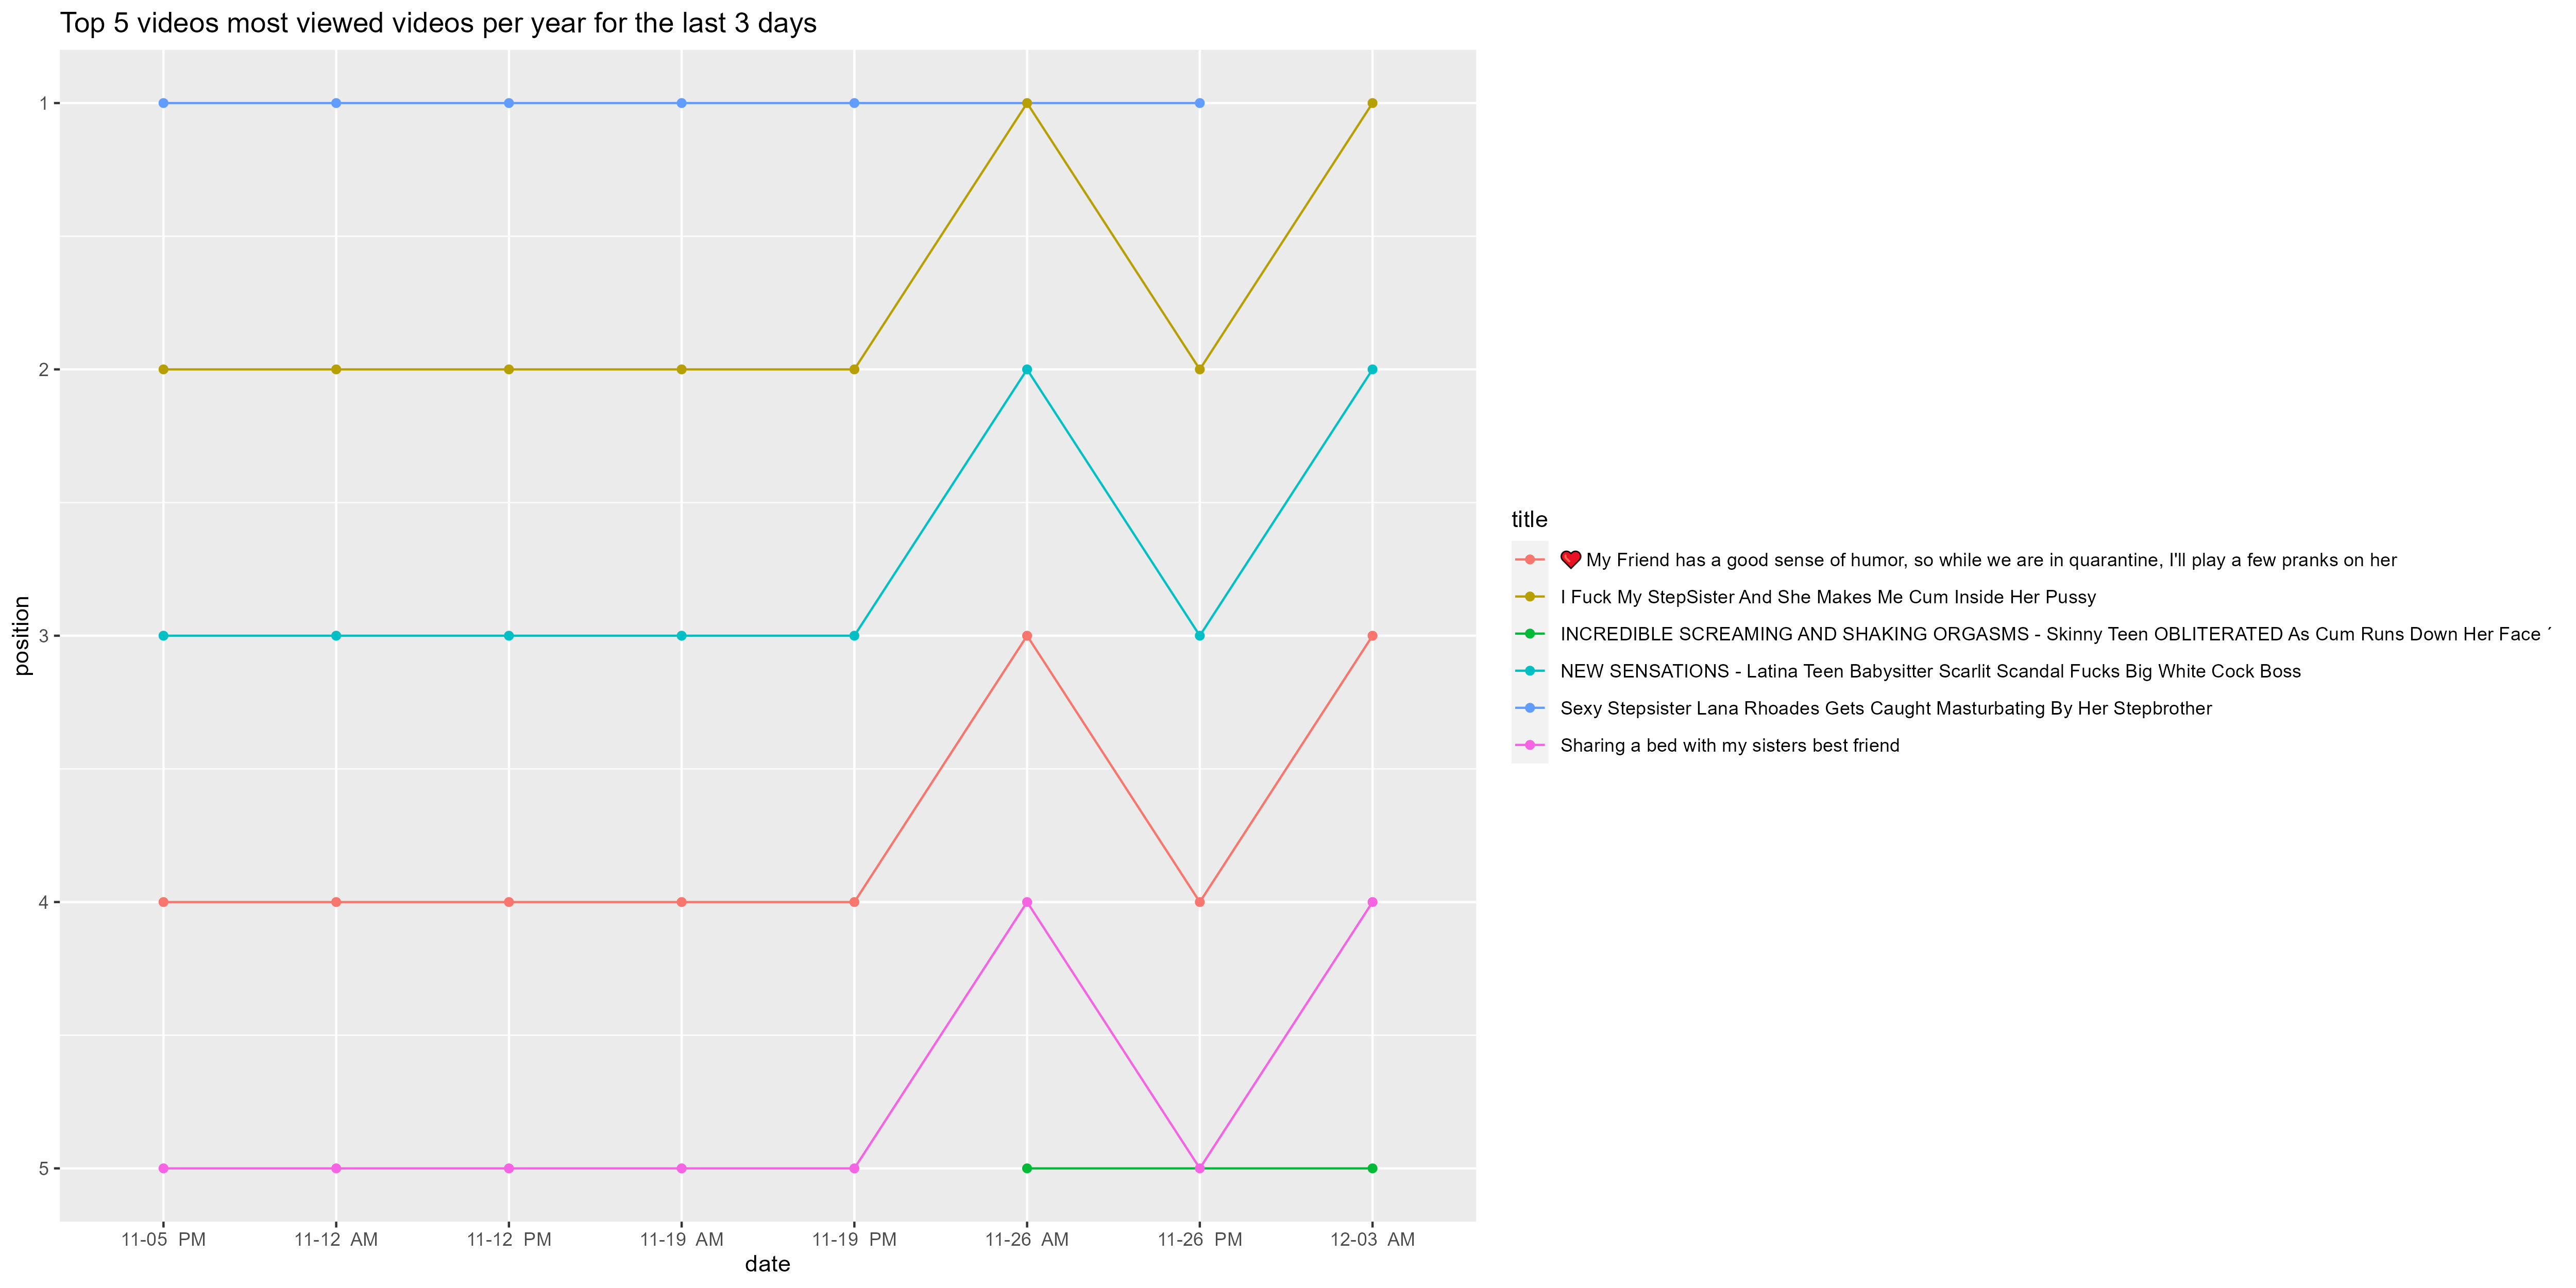 Top 5 videos most viewed videos per year for the last 3 days
position
1
2
3
4
5
11-05 PM
11-12 AM
11-12 PM
11-19 AM
11-19 PM
11-26 AM
11-26 PM
12-03 AM
date
title
❤️ My Friend has a good sense of humor, so while we are in quarantine, I'll play a few pranks on her
I Fuck My StepSister And She Makes Me Cum Inside Her Pussy
INCREDIBLE SCREAMING AND SHAKING ORGASMS - Skinny Teen OBLITERATED As Cum Runs Down Her Face
NEW SENSATIONS - Latina Teen Babysitter Scarlit Scandal Fucks Big White Cock Boss
Sexy Stepsister Lana Rhoades Gets Caught Masturbating By Her Stepbrother
Sharing a bed with my sisters best friend